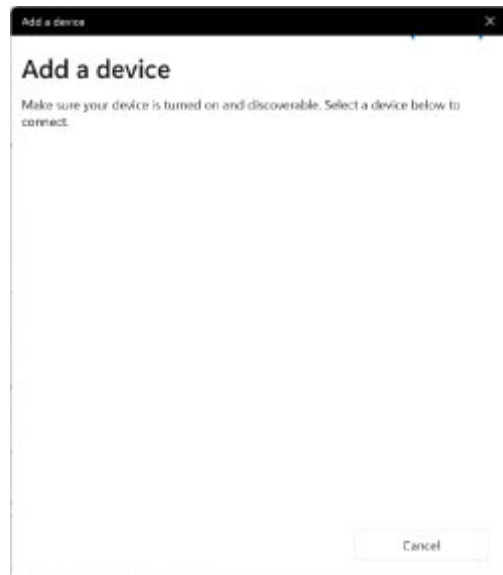 Add a device
Add a device
Make sure your device is turned on and discoverable. Select a device below to
connect.
Cancel